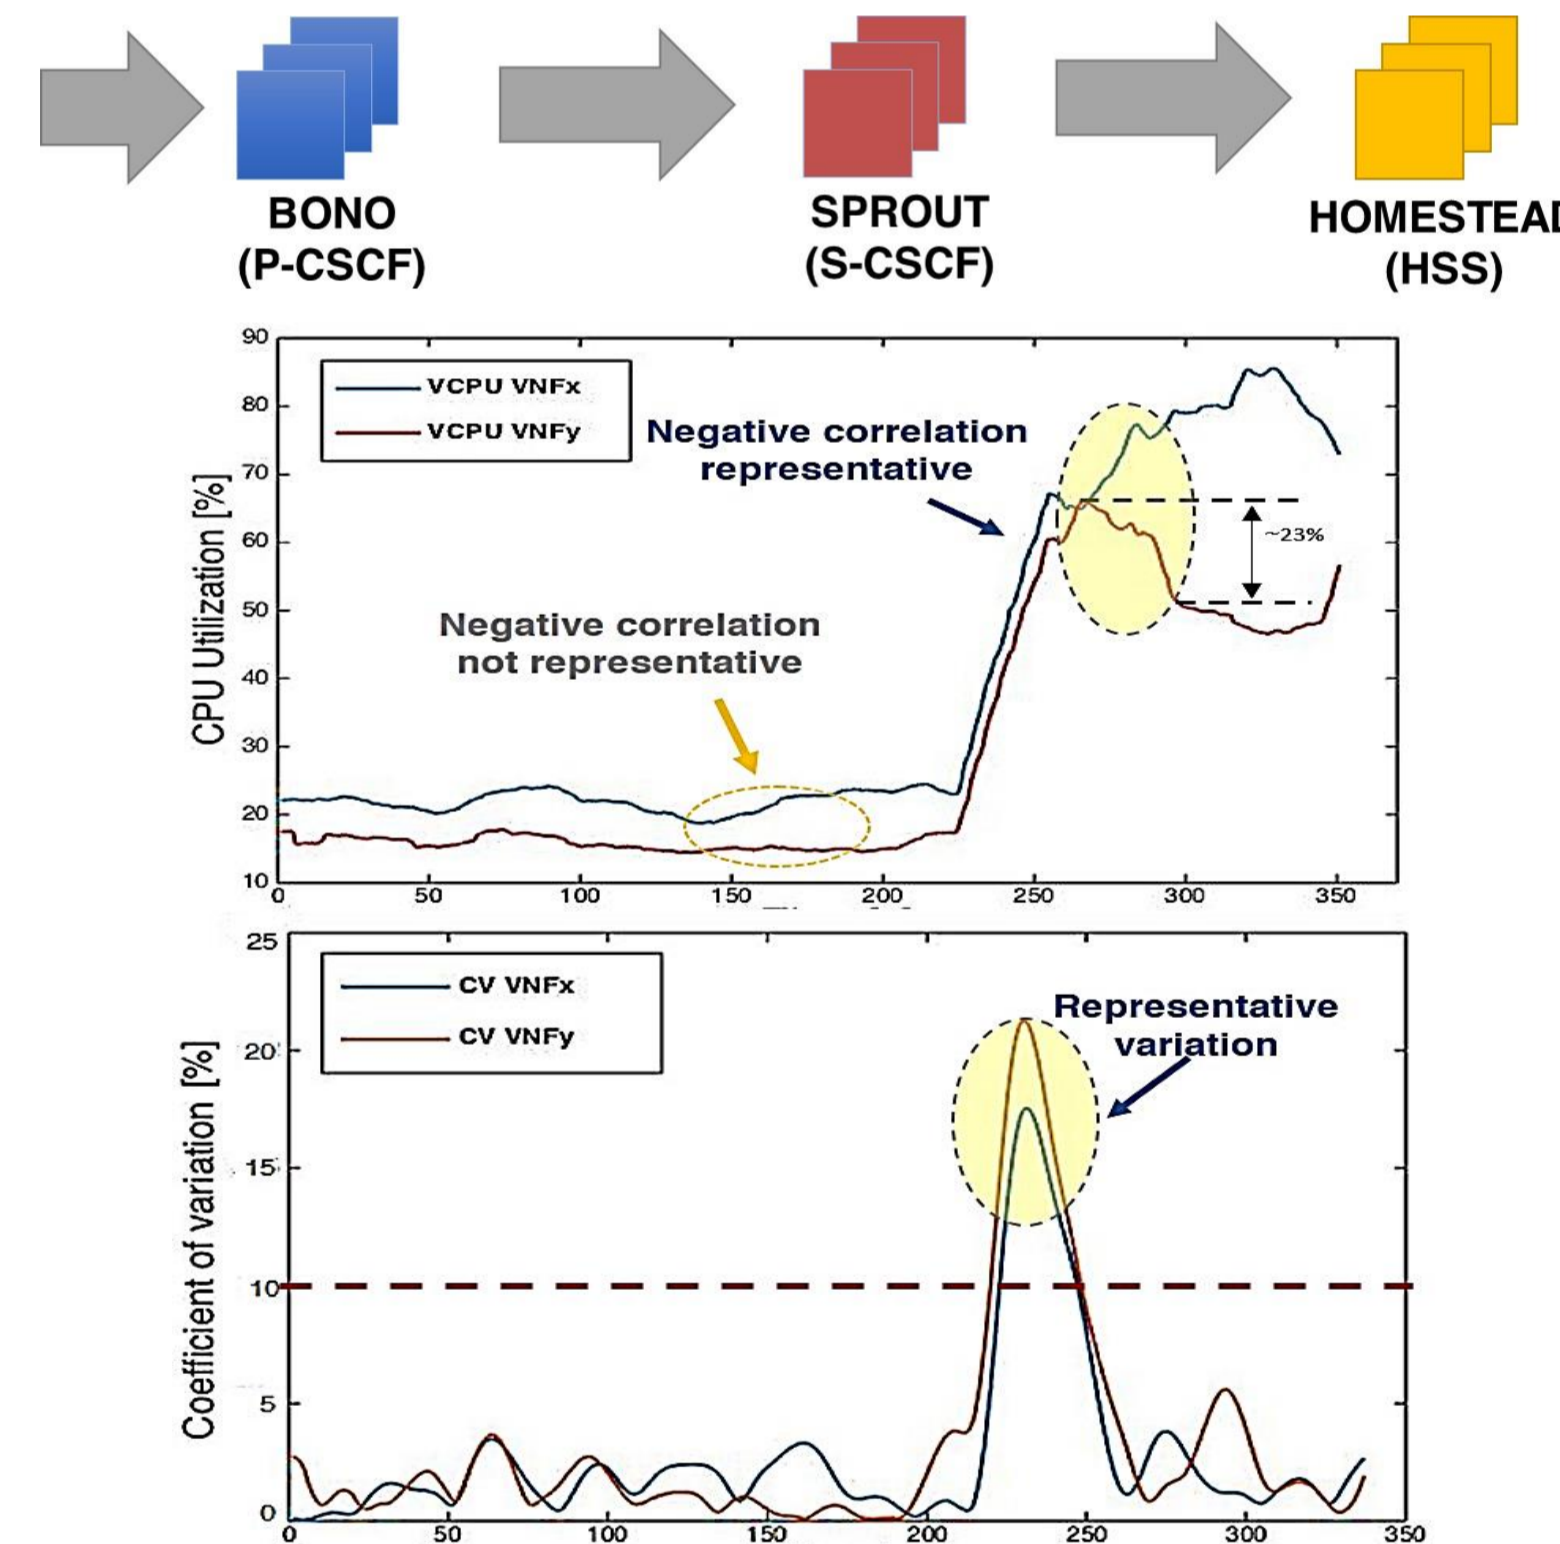 BONO
(P-CSCF)
SPROUT
(S-CSCF)
HOMESTEAD
(HSS)
90
80
70
60
50
40
30
20
10
CPU Utilization [%]
VCPU VNFx
VCPU VNFy
Negative correlation
representative
~23%
Negative correlation
not representative
0
50
100
150
200
250
300
350
25
20
15
10
5
0
Coefficient of variation [%]
CV VNFx
CV VNFy
Representative
variation
0
50
100
150
200
250
300
350